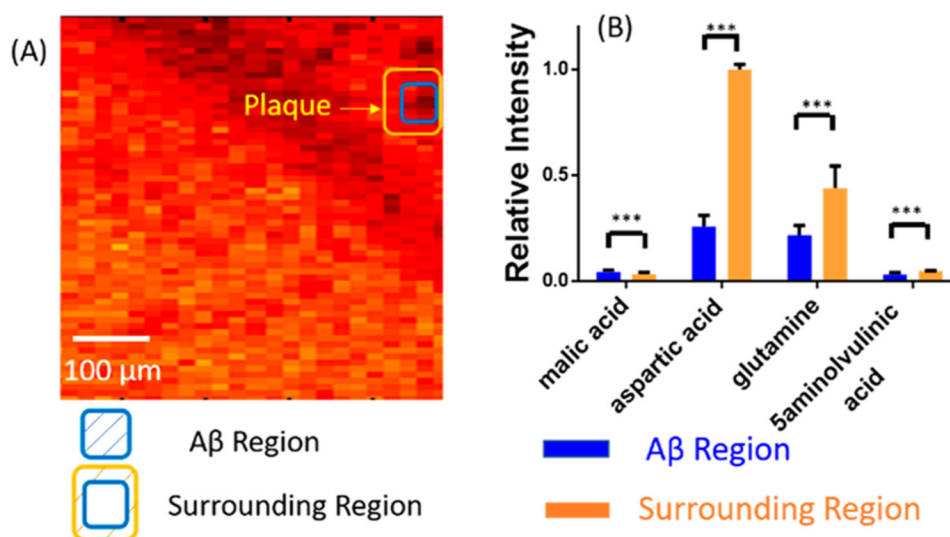 (A)
Plaque
100 μm
Aβ Region
Surrounding Region
(B)
Relative Intensity
1.0
0.5
0.0
***
***
***
***
malic acid
aspartic acid
glutamine
5aminolvulinic
acid
Aβ Region
Surrounding Region